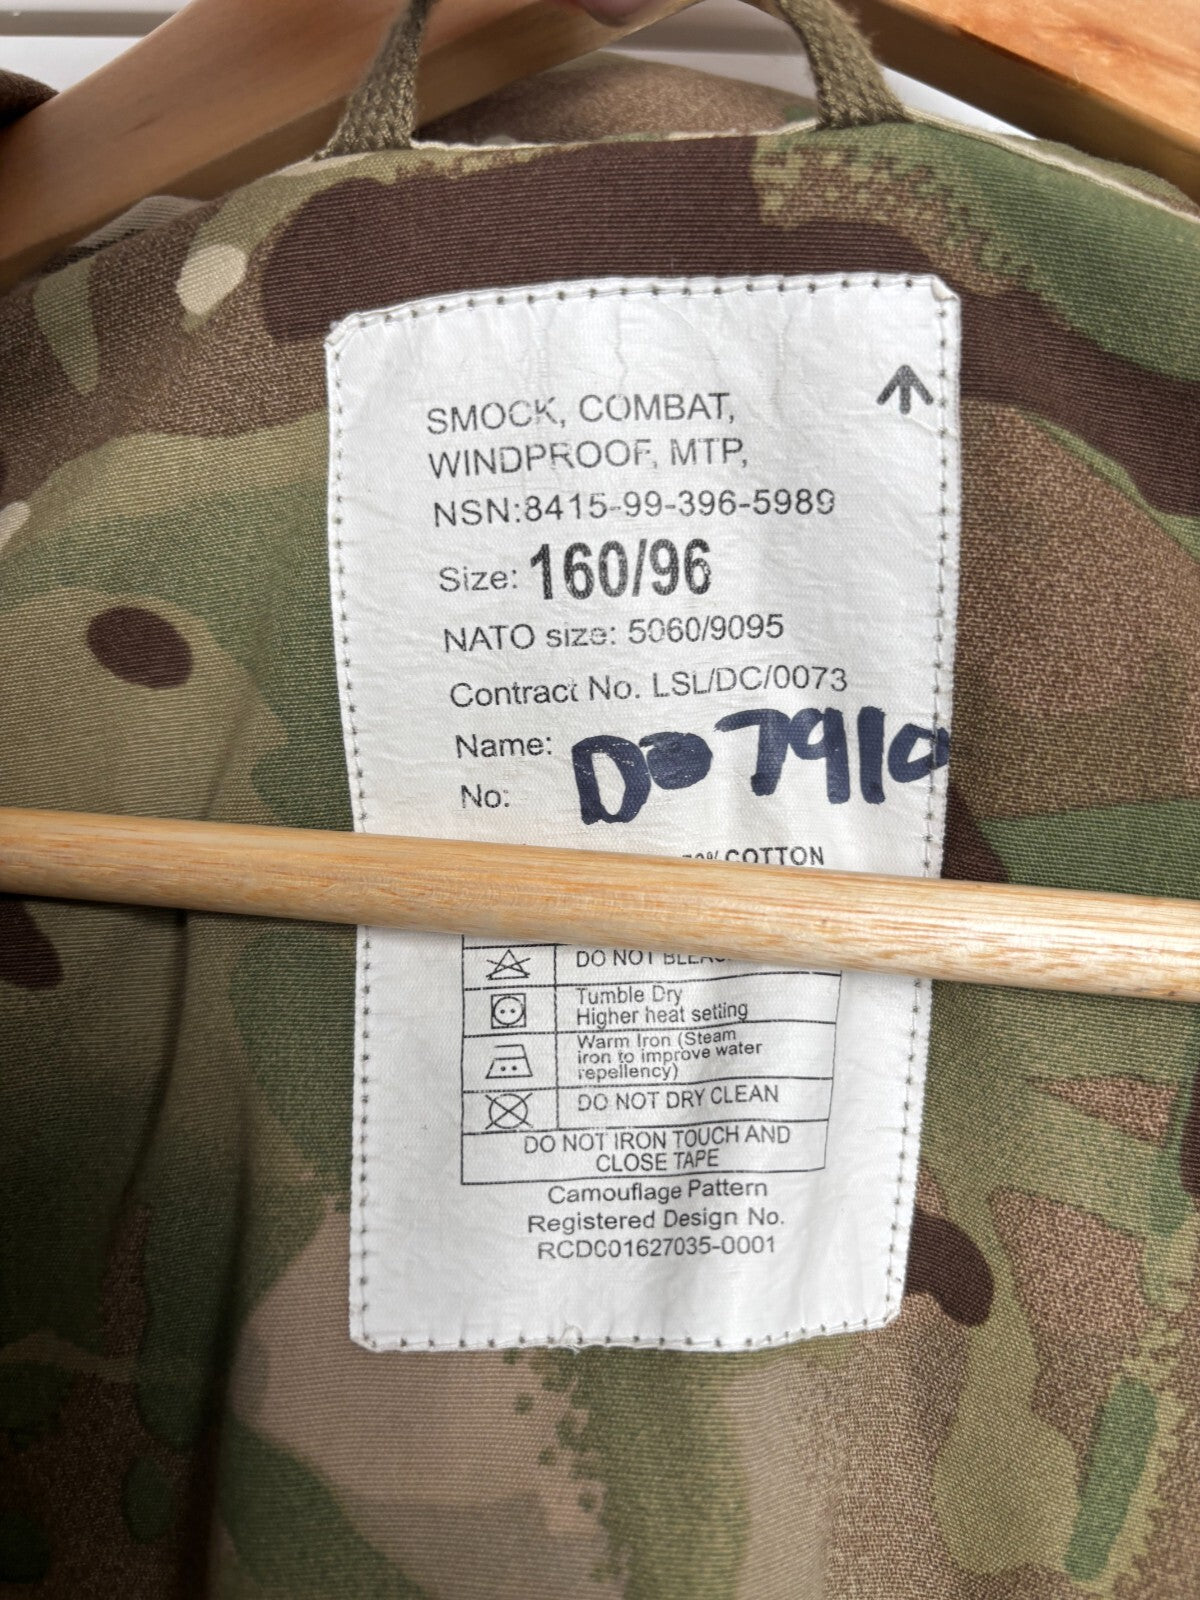 SMOCK, COMBAT,
WINDPROOF, MTP,
NSN:8415-99-396-5989
Size: 160/96
NATO size: 5060/9095
Contract No. LSL/DC/0073
Name:
No:
COTTON
DO NOT
Tumble Dry
Higher heat setting
Warm Iron (Steam
iron to improve water
repellency)
DO NOT DRY CLEAN
DO NOT IRON TOUCH AND
CLOSE TAPE
Camouflage Pattern
Registered Design No.
RCD001627035-0001